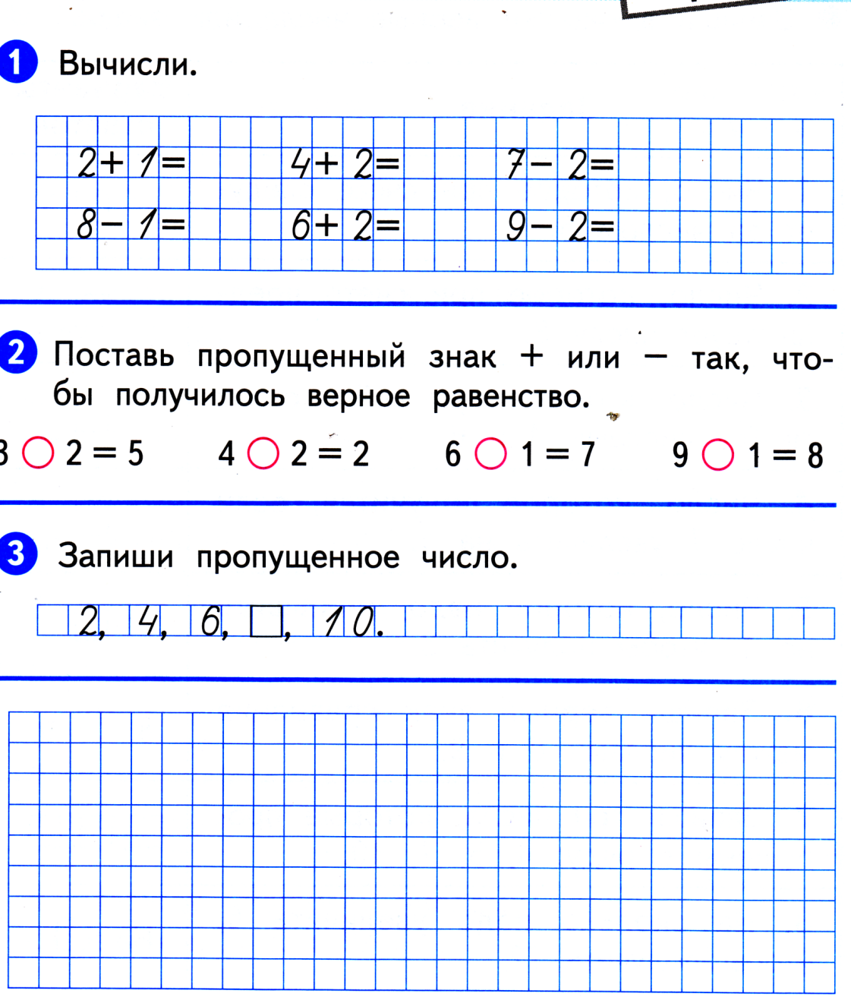 1 Вычисли.
2+ 1= 4+ 2= 7- 2=
8- 1= 6+ 2= 9- 2=
2 Поставь пропущенный знак + или — так, что-
бы получилось верное равенство.
3 ○ 2 = 5 4 ○ 2 = 2 6 ○ 1 = 7 9 ○ 1 = 8
3 Запиши пропущенное число.
2, 4, 6, □, 10.